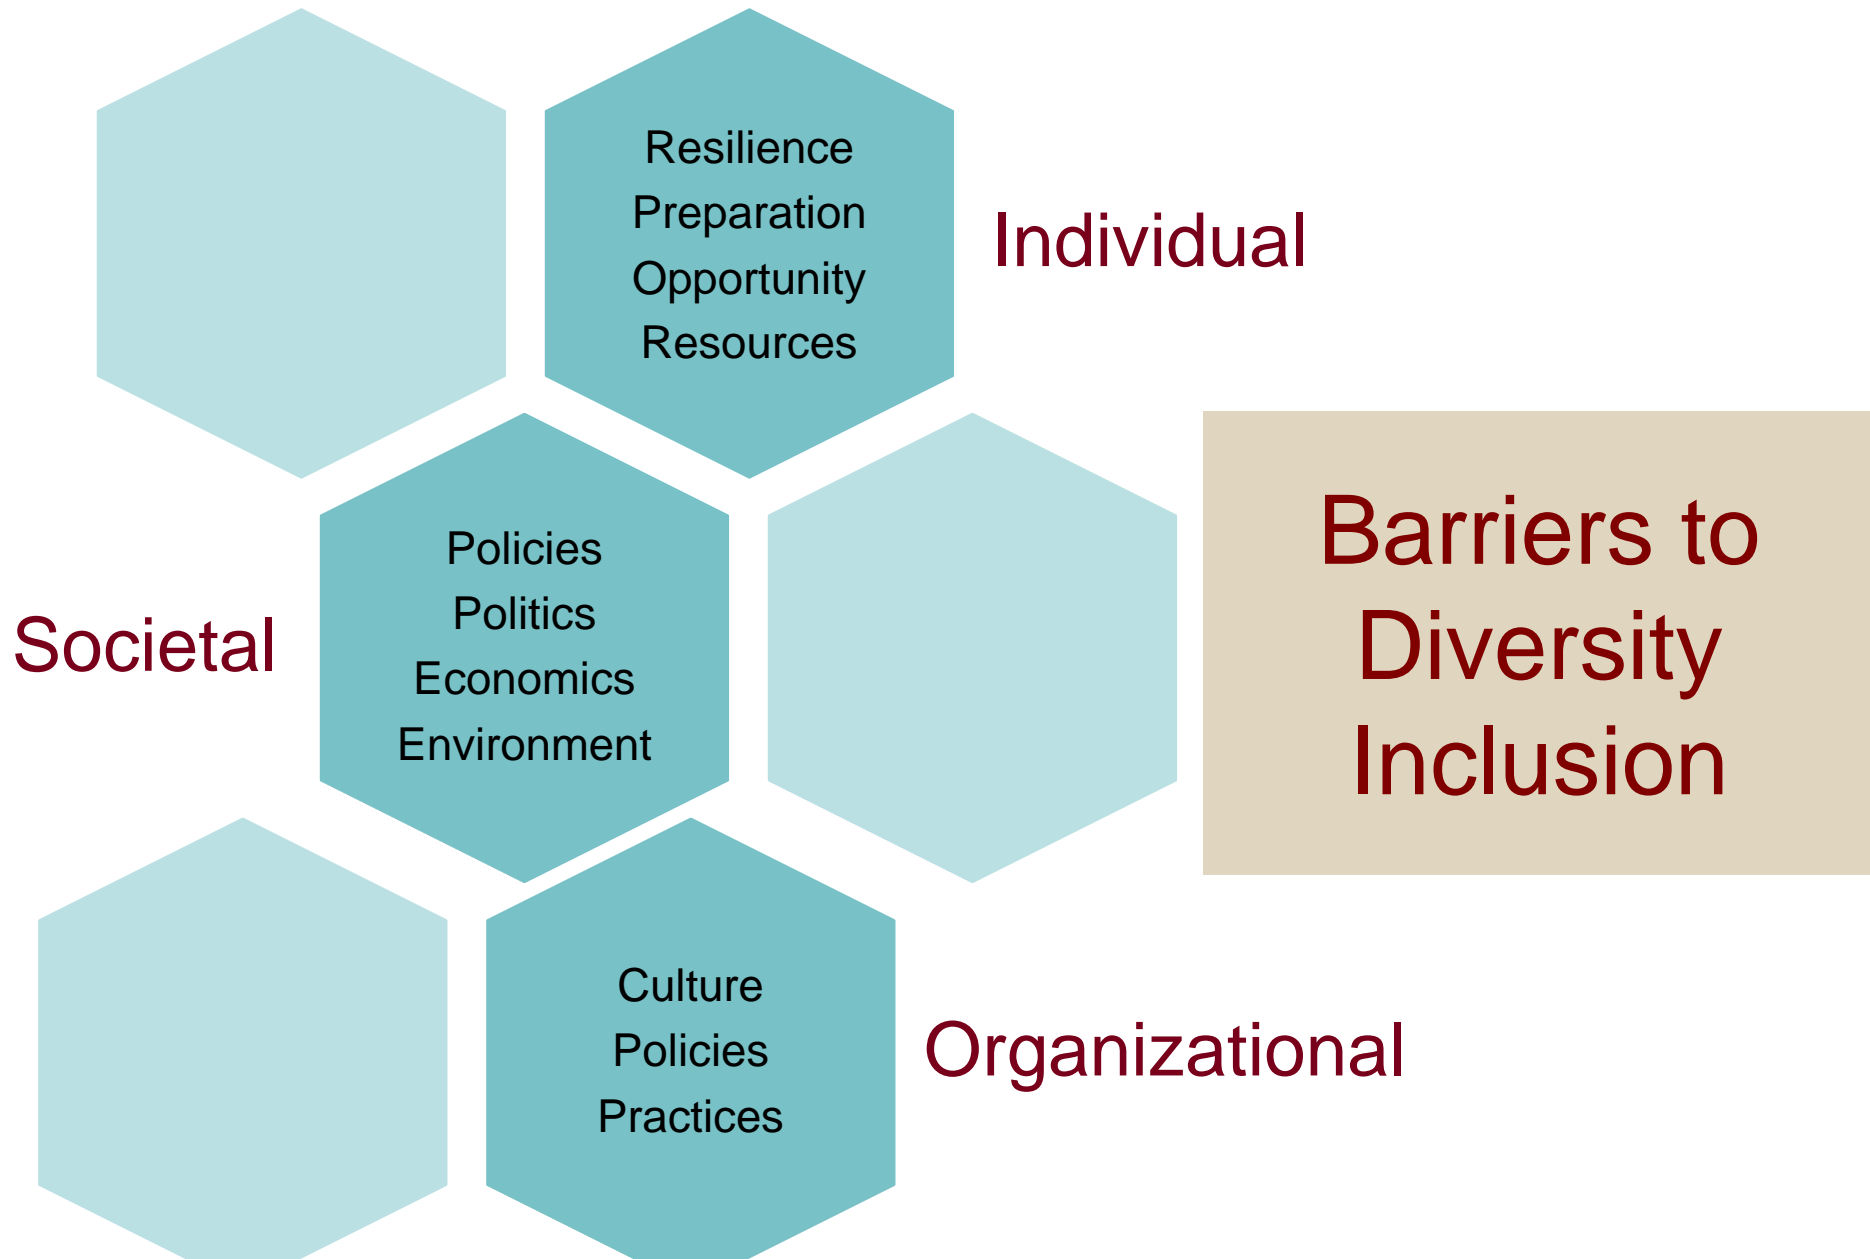 Resilience
Preparation
Opportunity
Resources
Individual
Societal
Policies
Politics
Economics
Environment
Barriers to
Diversity
Inclusion
Culture
Policies
Practices
Organizational